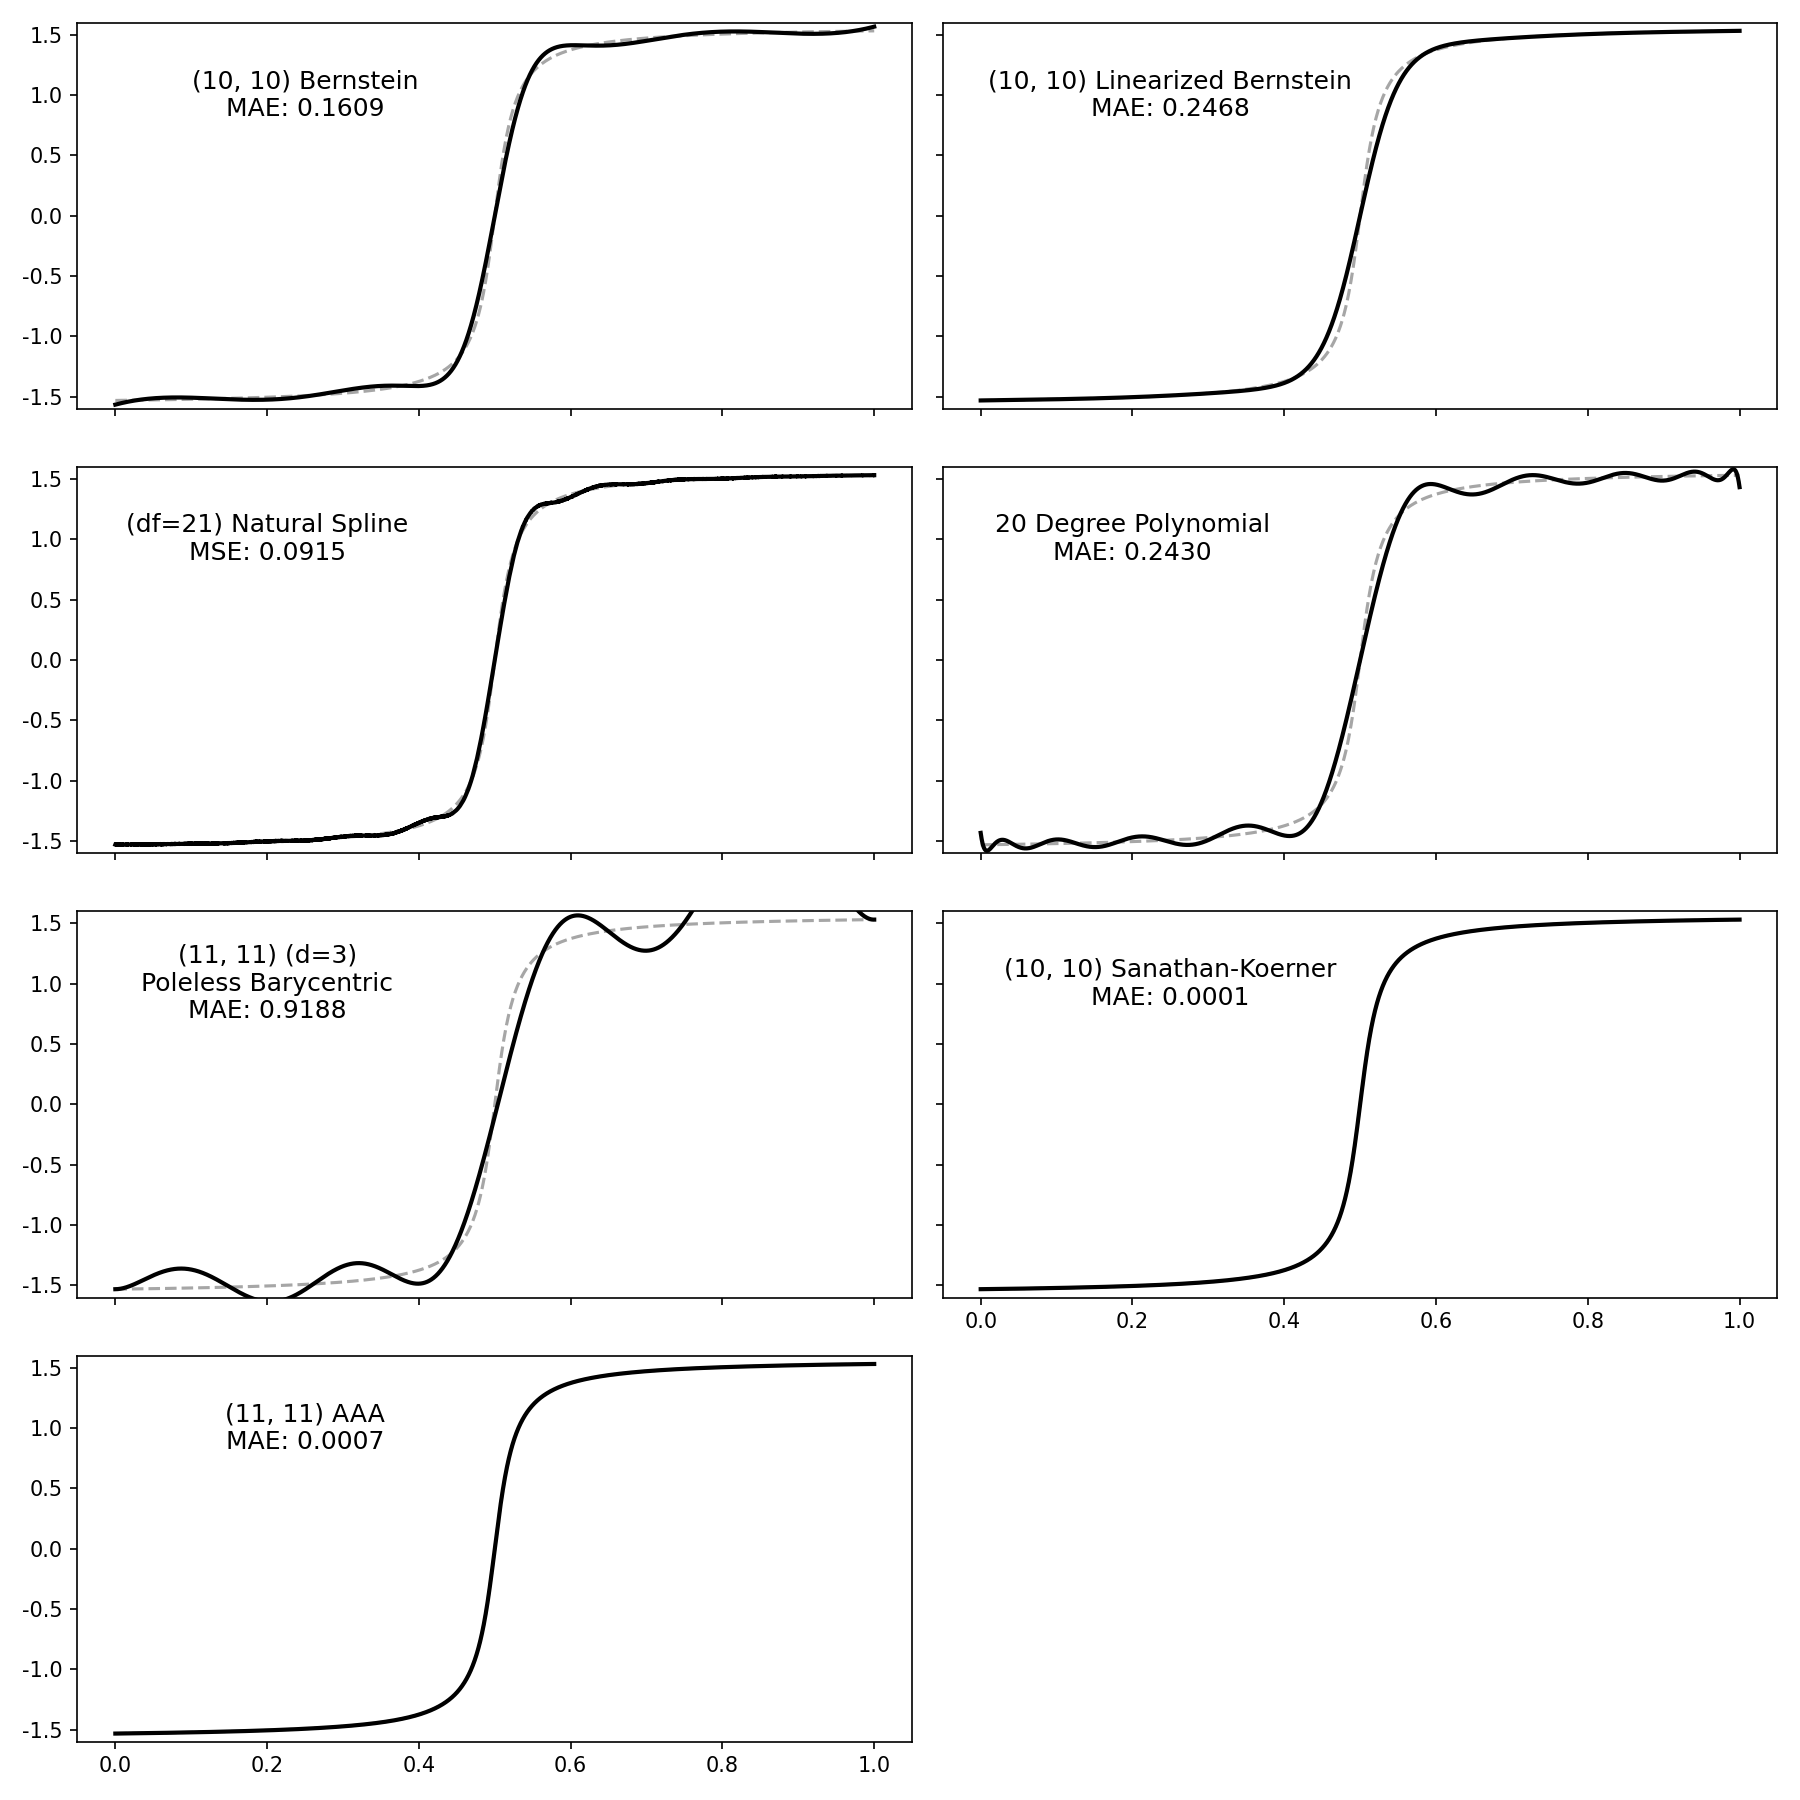 1.5
1.0
0.5
0.0
-0.5
-1.0
-1.5
(10, 10) Bernstein
MAE: 0.1609
(10, 10) Linearized Bernstein
MAE: 0.2468
1.5
1.0
0.5
0.0
-0.5
-1.0
-1.5
(df=21) Natural Spline
MSE: 0.0915
20 Degree Polynomial
MAE: 0.2430
1.5
1.0
0.5
0.0
-0.5
-1.0
-1.5
(11, 11) (d=3)
Poleless Barycentric
MAE: 0.9188
(10, 10) Sanathan-Koerner
MAE: 0.0001
0.0 0.2 0.4 0.6 0.8 1.0
1.5
1.0
0.5
0.0
-0.5
-1.0
-1.5
(11, 11) AAA
MAE: 0.0007
0.0 0.2 0.4 0.6 0.8 1.0